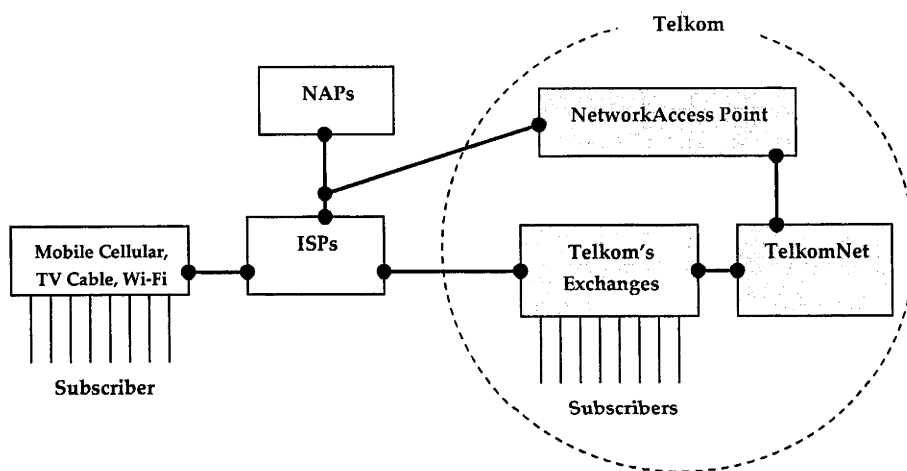 Telkom
NAPs
NetworkAccess Point
Mobile Cellular,
TV Cable, Wi-Fi
ISPs
Telkom's
Exchanges
TelkomNet
Subscriber
Subscribers